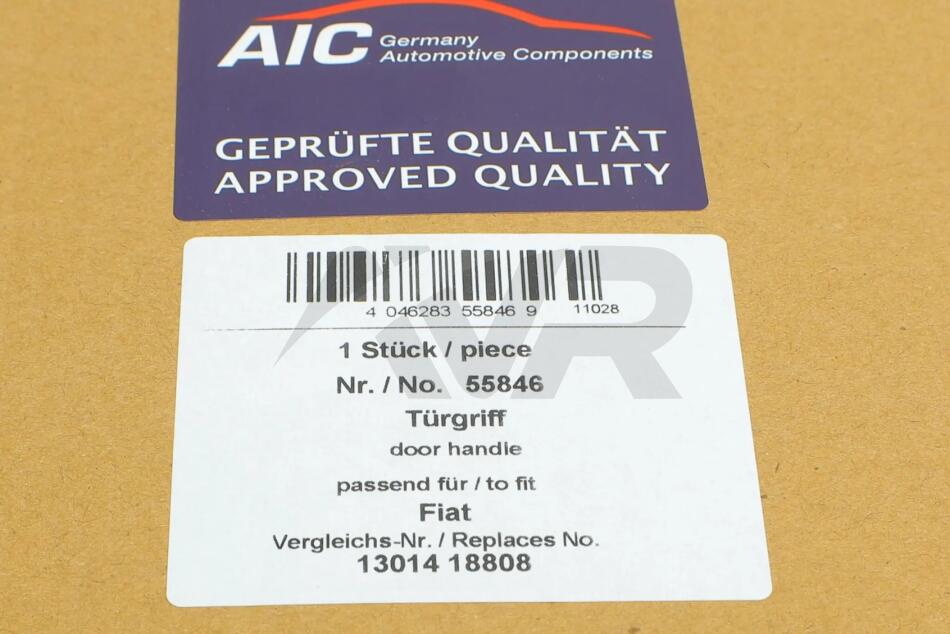 AIC Germany
Automotive Components
GEPRÜFTE QUALITÄT
APPROVED QUALITY
4 046283 55846 9 11028
1 Stück / piece
Nr. / No. 55846
Türgriff
door handle
passend für / to fit
Fiat
Vergleichs-Nr. / Replaces No.
13014 18808
VR